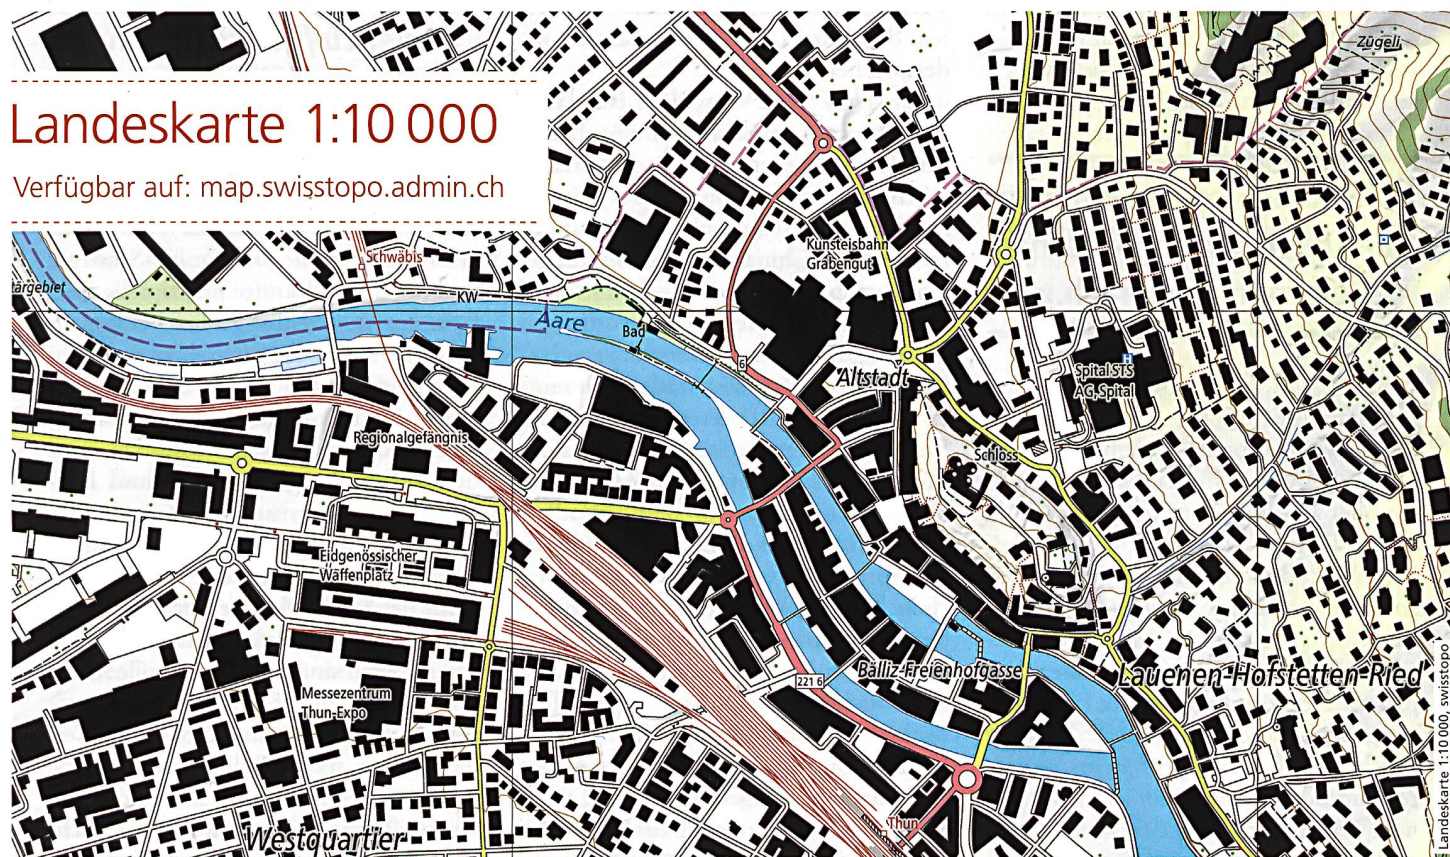 Landeskarte 1:10 000
Verfügbar auf: map.swisstopo.admin.ch
Zügeli
Kunsteisbahn
Grabengut
Schwäbis
KW
Aare
Bad
6
Altstadt
H
Spital STS
AG, Spital
Regionalgefängnis
Schloss
Eidgenössischer
Waffenplatz
Bälliz-Freienhofgasse
Lauenen-Hofstetten-Ried
221 6
Messezentrum
Thun-Expo
Thun
Westquartier
Landeskarte 1:10 000, swisstopo